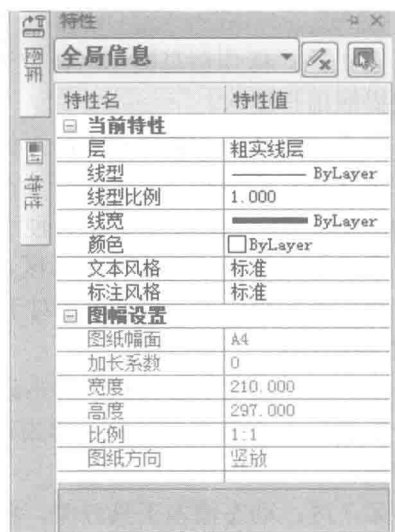 特性
图库
特性
全局信息
特性名 特性值
当前特性
层 粗实线层
线型 ByLayer
线型比例 1.000
线宽 ByLayer
颜色 ByLayer
文本风格 标准
标注风格 标准
图幅设置
图纸幅面 A4
加长系数 0
宽度 210.000
高度 297.000
比例 1:1
图纸方向 竖放